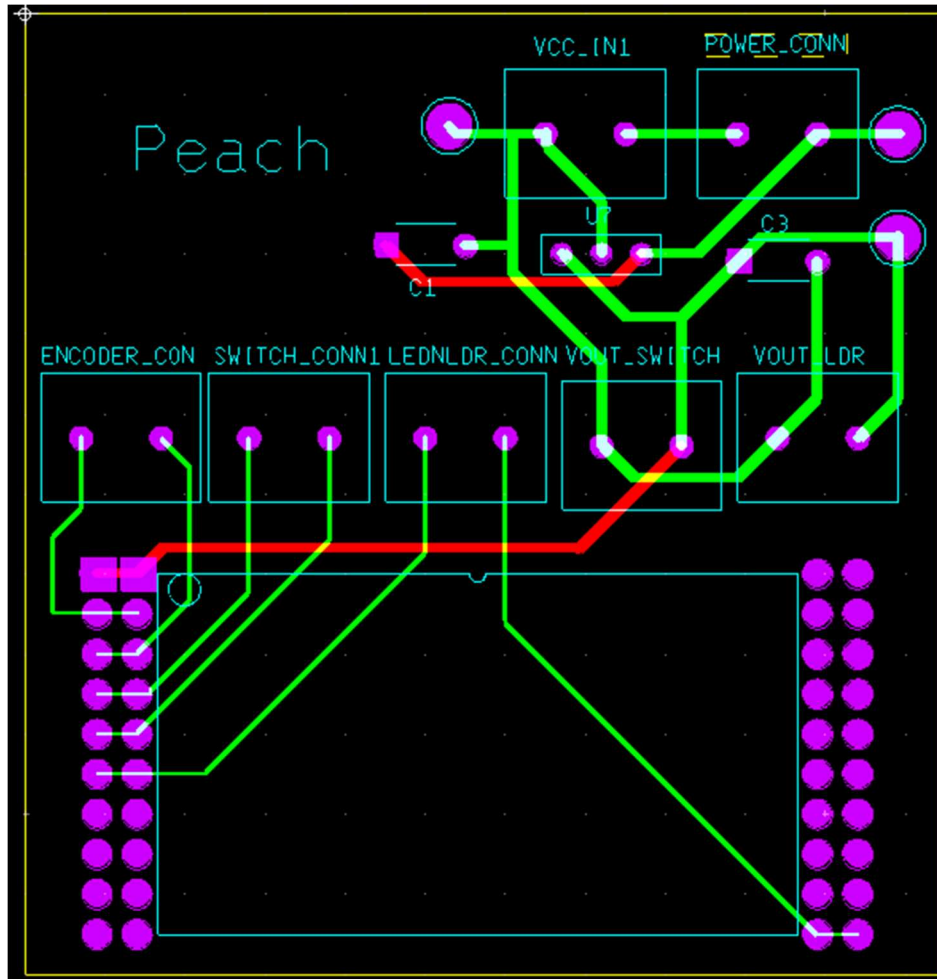 VCC_IN1
POWER_CONN
Peach
U?
C3
C1
ENCODER_CON
SWITCH_CONN1
LEDNLDR_CONN
VOUT_SWITCH
VOUT_LDR